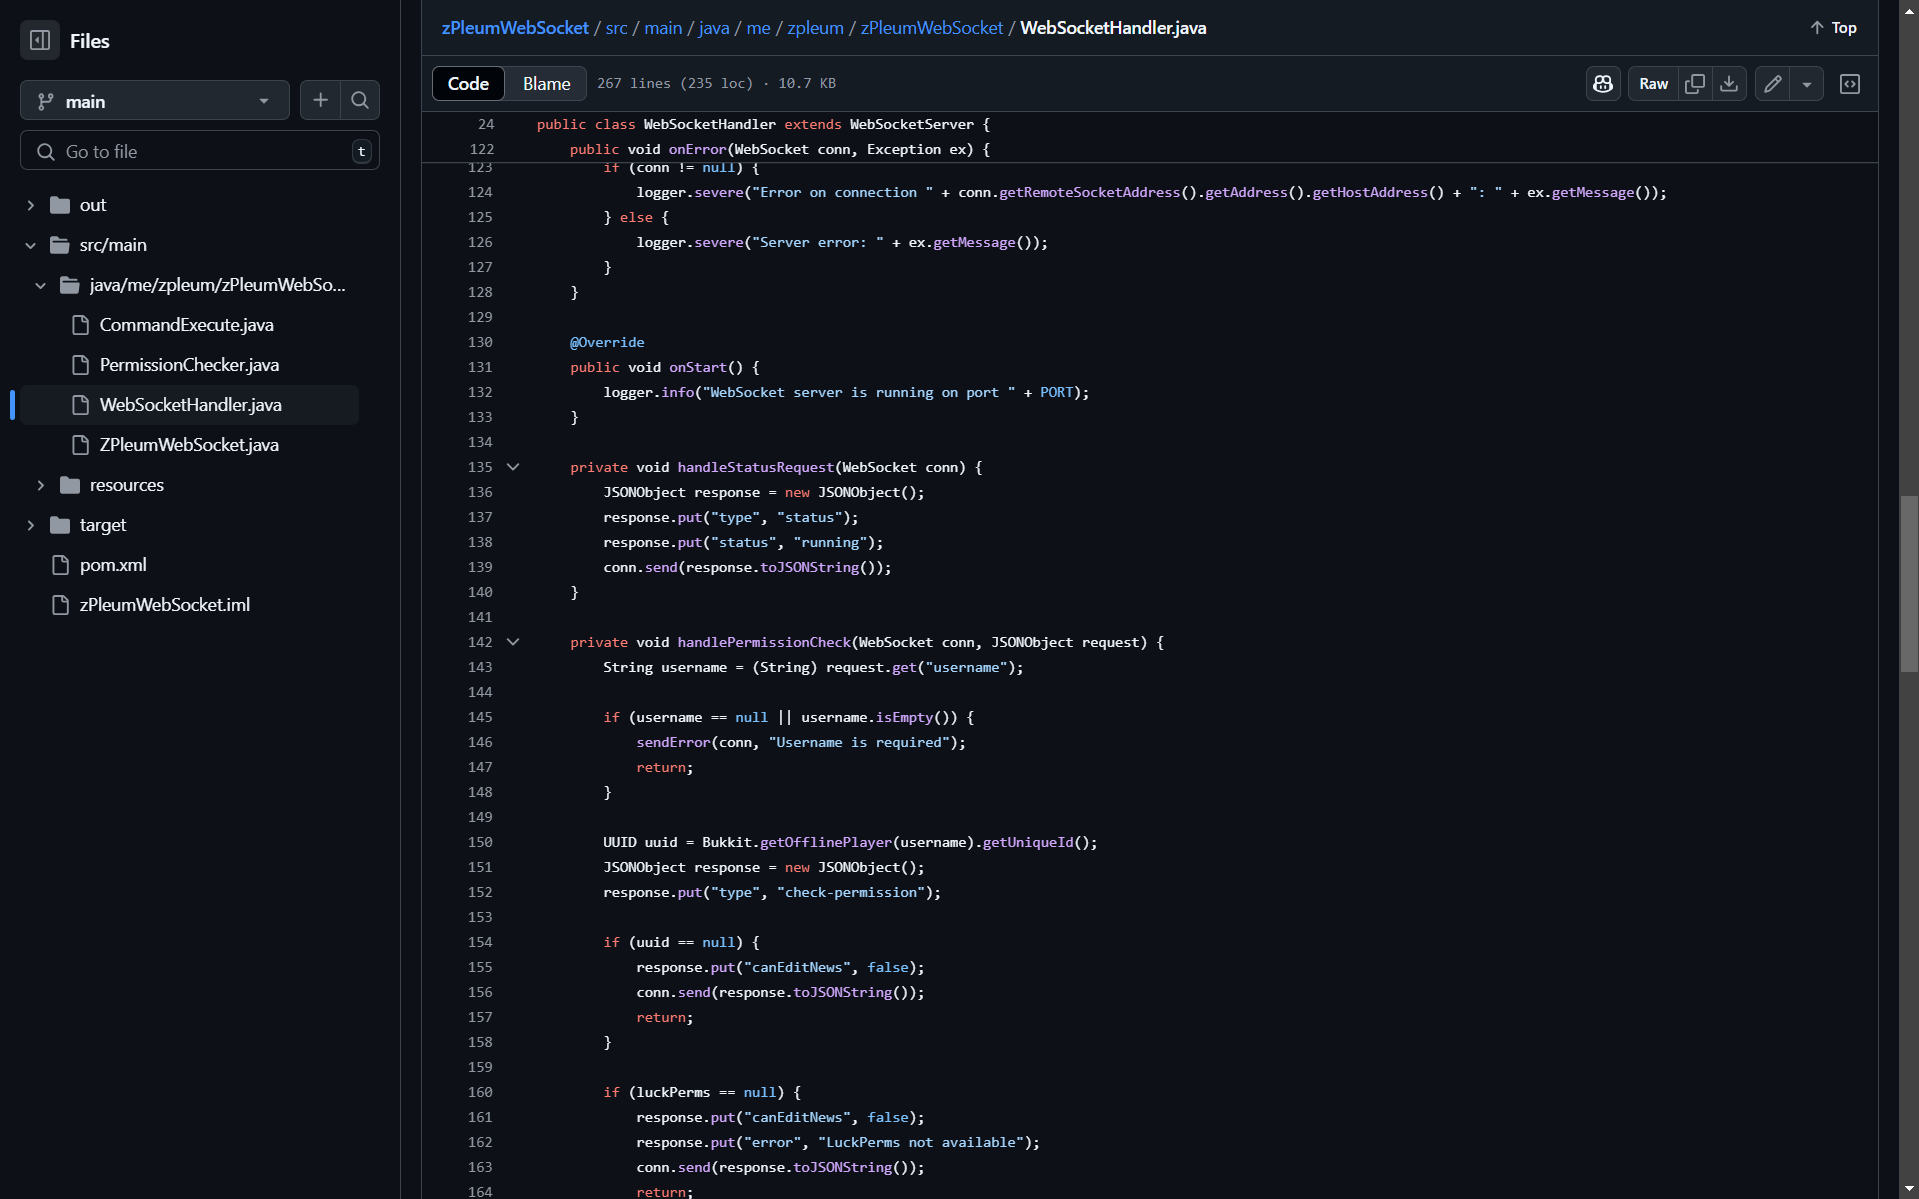 Files
main
Go to file
t
out
src/main
java/me/zpleum/zPleumWebSo...
CommandExecute.java
PermissionChecker.java
WebSocketHandler.java
ZPleumWebSocket.java
resources
target
pom.xml
zPleumWebSocket.iml
zPleumWebSocket / src / main / java / me / zpleum / zPleumWebSocket / WebSocketHandler.java
Top
Code Blame 267 lines (235 loc) · 10.7 KB
Raw
24 public class WebSocketHandler extends WebSocketServer {
122 public void onError(WebSocket conn, Exception ex) {
123 if (conn != null) {
124 logger.severe("Error on connection " + conn.getRemoteSocketAddress().getAddress().getHostAddress() + ": " + ex.getMessage());
125 } else {
126 logger.severe("Server error: " + ex.getMessage());
127 }
128 }
129
130 @Override
131 public void onStart() {
132 logger.info("WebSocket server is running on port " + PORT);
133 }
134
135 private void handleStatusRequest(WebSocket conn) {
136 JSONObject response = new JSONObject();
137 response.put("type", "status");
138 response.put("status", "running");
139 conn.send(response.toJSONString());
140 }
141
142 private void handlePermissionCheck(WebSocket conn, JSONObject request) {
143 String username = (String) request.get("username");
144
145 if (username == null || username.isEmpty()) {
146 sendError(conn, "Username is required");
147 return;
148 }
149
150 UUID uuid = Bukkit.getOfflinePlayer(username).getUniqueId();
151 JSONObject response = new JSONObject();
152 response.put("type", "check-permission");
153
154 if (uuid == null) {
155 response.put("canEditNews", false);
156 conn.send(response.toJSONString());
157 return;
158 }
159
160 if (luckPerms == null) {
161 response.put("canEditNews", false);
162 response.put("error", "LuckPerms not available");
163 conn.send(response.toJSONString());
164 return;